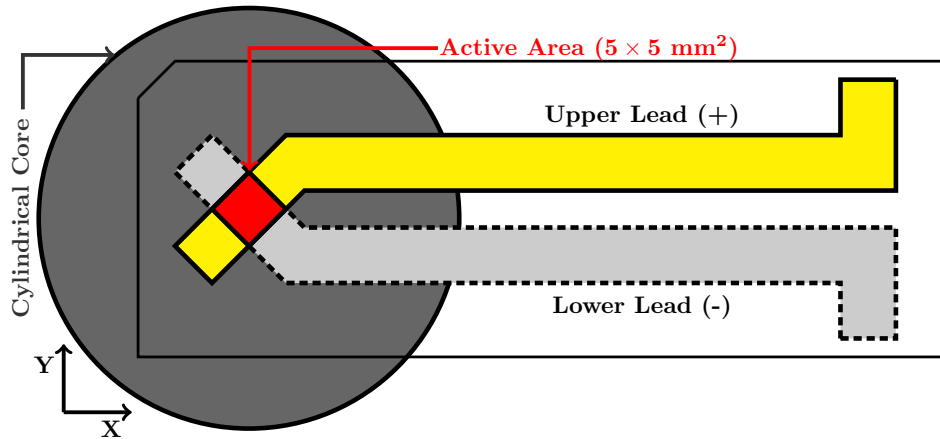 Active Area (5 × 5 mm²)
Upper Lead (+)
Cylindrical Core
Lower Lead (-)
Y
X